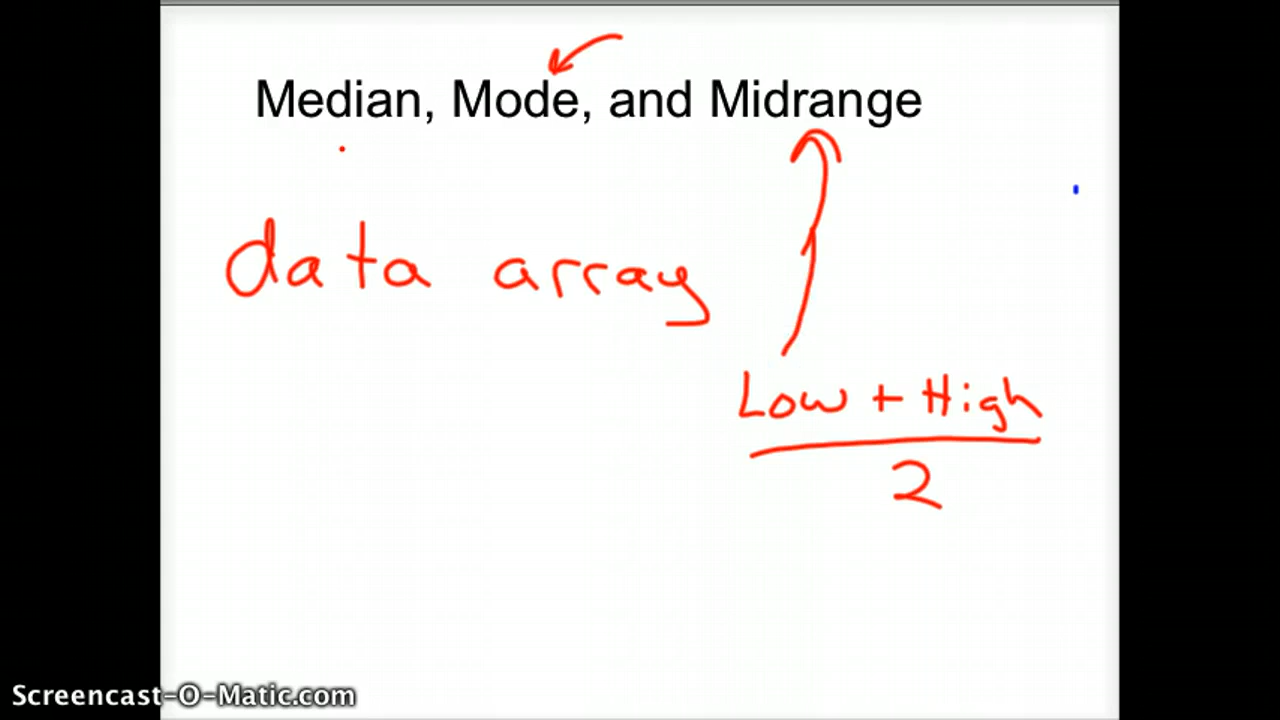 Median, Mode, and Midrange
data array
Low + High
2
Screencast-O-Matic.com